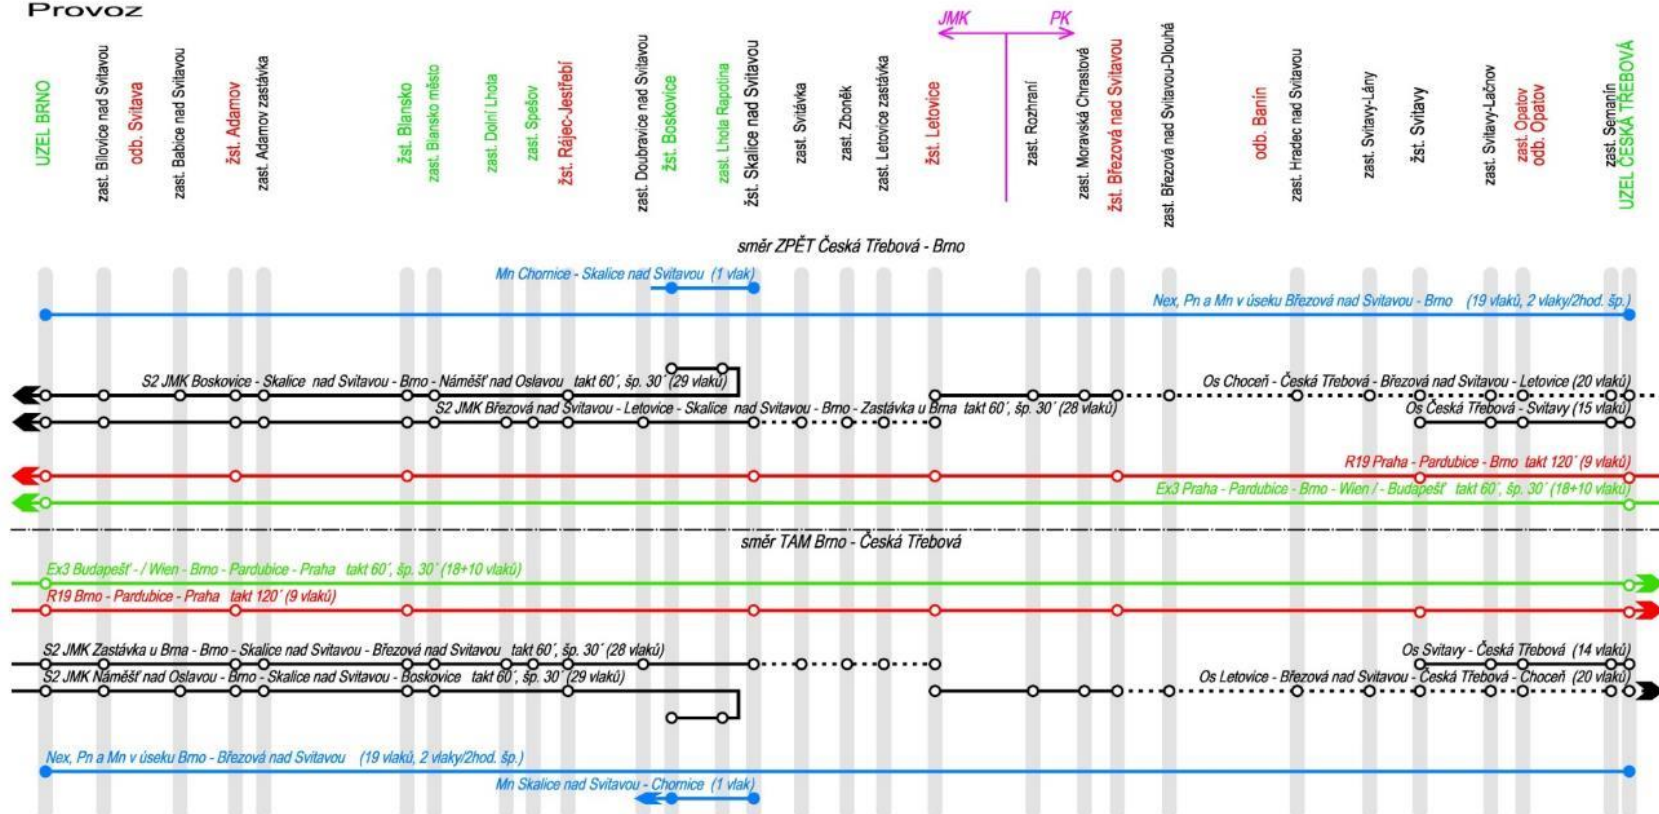 Provoz
JMK
PK
UZEL BRNO
zast. Bílovice nad Svitavou
odb. Svitava
zast. Babice nad Svitavou
žst. Adamov
zast. Adamov zastávka
žst. Blansko
zast. Blansko město
zast. Dolní Lhota
zast. Spešov
žst. Rájec-Jestřebí
zast. Doubravice nad Svitavou
žst. Boskovice
zast. Lhota Rapotina
žst. Skalice nad Svitavou
zast. Svitávka
zast. Zboněk
zast. Letovice zastávka
žst. Letovice
zast. Rozhraní
zast. Moravská Chrastová
žst. Březová nad Svitavou
zast. Březová nad Svitavou-Dlouhá
odb. Banín
zast. Hradec nad Svitavou
zast. Svitavy-Lány
žst. Svitavy
zast. Svitavy-Lačnov
zast. Opatov
odb. Opatov
zast. Semanín
UZEL ČESKÁ TŘEBOVÁ
směr ZPĚT Česká Třebová - Brno
Mn Chornice - Skalice nad Svitavou (1 vlak)
Nex, Pn a Mn v úseku Březová nad Svitavou - Brno (19 vlaků, 2 vlaky/2hod. šp.)
S2 JMK Boskovice - Skalice nad Svitavou - Brno - Náměšť nad Oslavou takt 60´, šp. 30´ (29 vlaků)
Os Choceň - Česká Třebová - Březová nad Svitavou - Letovice (20 vlaků)
S2 JMK Březová nad Svitavou - Letovice - Skalice nad Svitavou - Brno - Zastávka u Brna takt 60´, šp. 30´ (28 vlaků)
Os Česká Třebová - Svitavy (15 vlaků)
R19 Praha - Pardubice - Brno takt 120´ (9 vlaků)
Ex3 Praha - Pardubice - Brno - Wien / - Budapešť takt 60´, šp. 30´ (18+10 vlaků)
směr TAM Brno - Česká Třebová
Ex3 Budapešť - / Wien - Brno - Pardubice - Praha takt 60´, šp. 30´ (18+10 vlaků)
R19 Brno - Pardubice - Praha takt 120´ (9 vlaků)
S2 JMK Zastávka u Brna - Brno - Skalice nad Svitavou - Březová nad Svitavou takt 60´, šp. 30´ (28 vlaků)
Os Svitavy - Česká Třebová (14 vlaků)
S2 JMK Náměšť nad Oslavou - Brno - Skalice nad Svitavou - Boskovice takt 60´, šp. 30´ (29 vlaků)
Os Letovice - Březová nad Svitavou - Česká Třebová - Choceň (20 vlaků)
Nex, Pn a Mn v úseku Brno - Březová nad Svitavou (19 vlaků, 2 vlaky/2hod. šp.)
Mn Skalice nad Svitavou - Chornice (1 vlak)